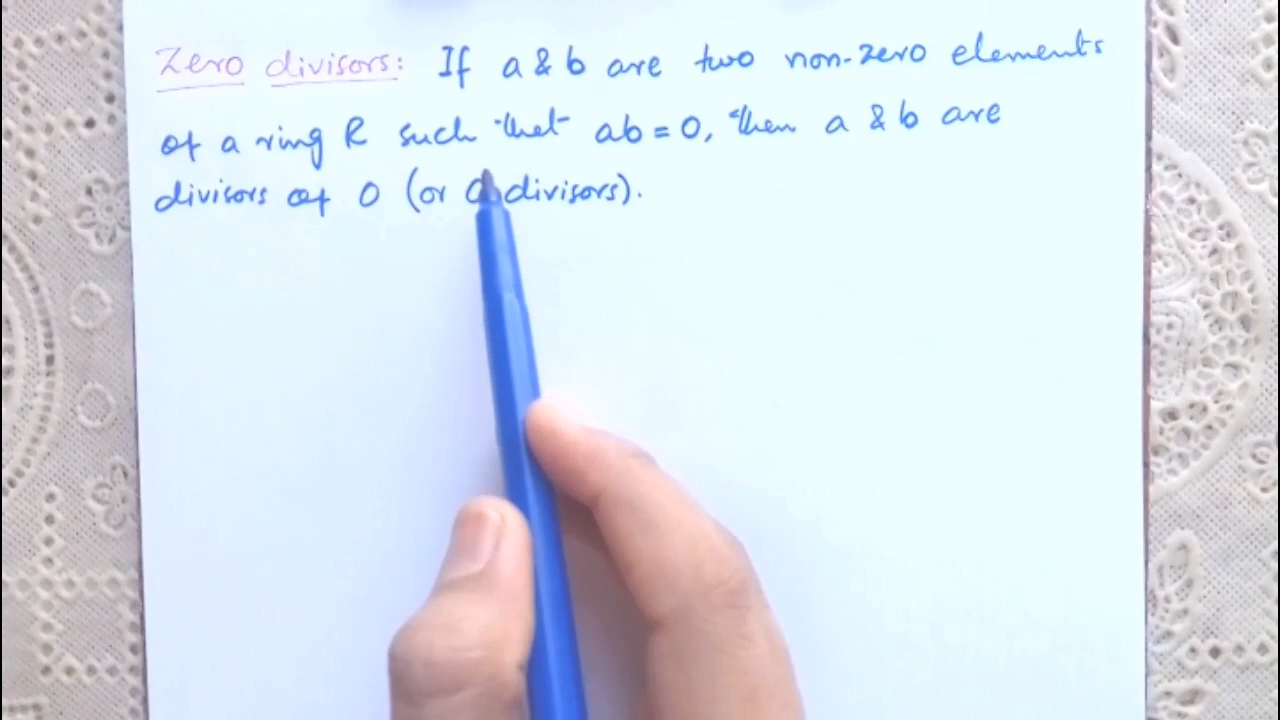 Zero divisors: If a & b are two non-zero elements
of a ring R such that ab = 0, then a & b are
divisors of 0 (or 0 divisors).